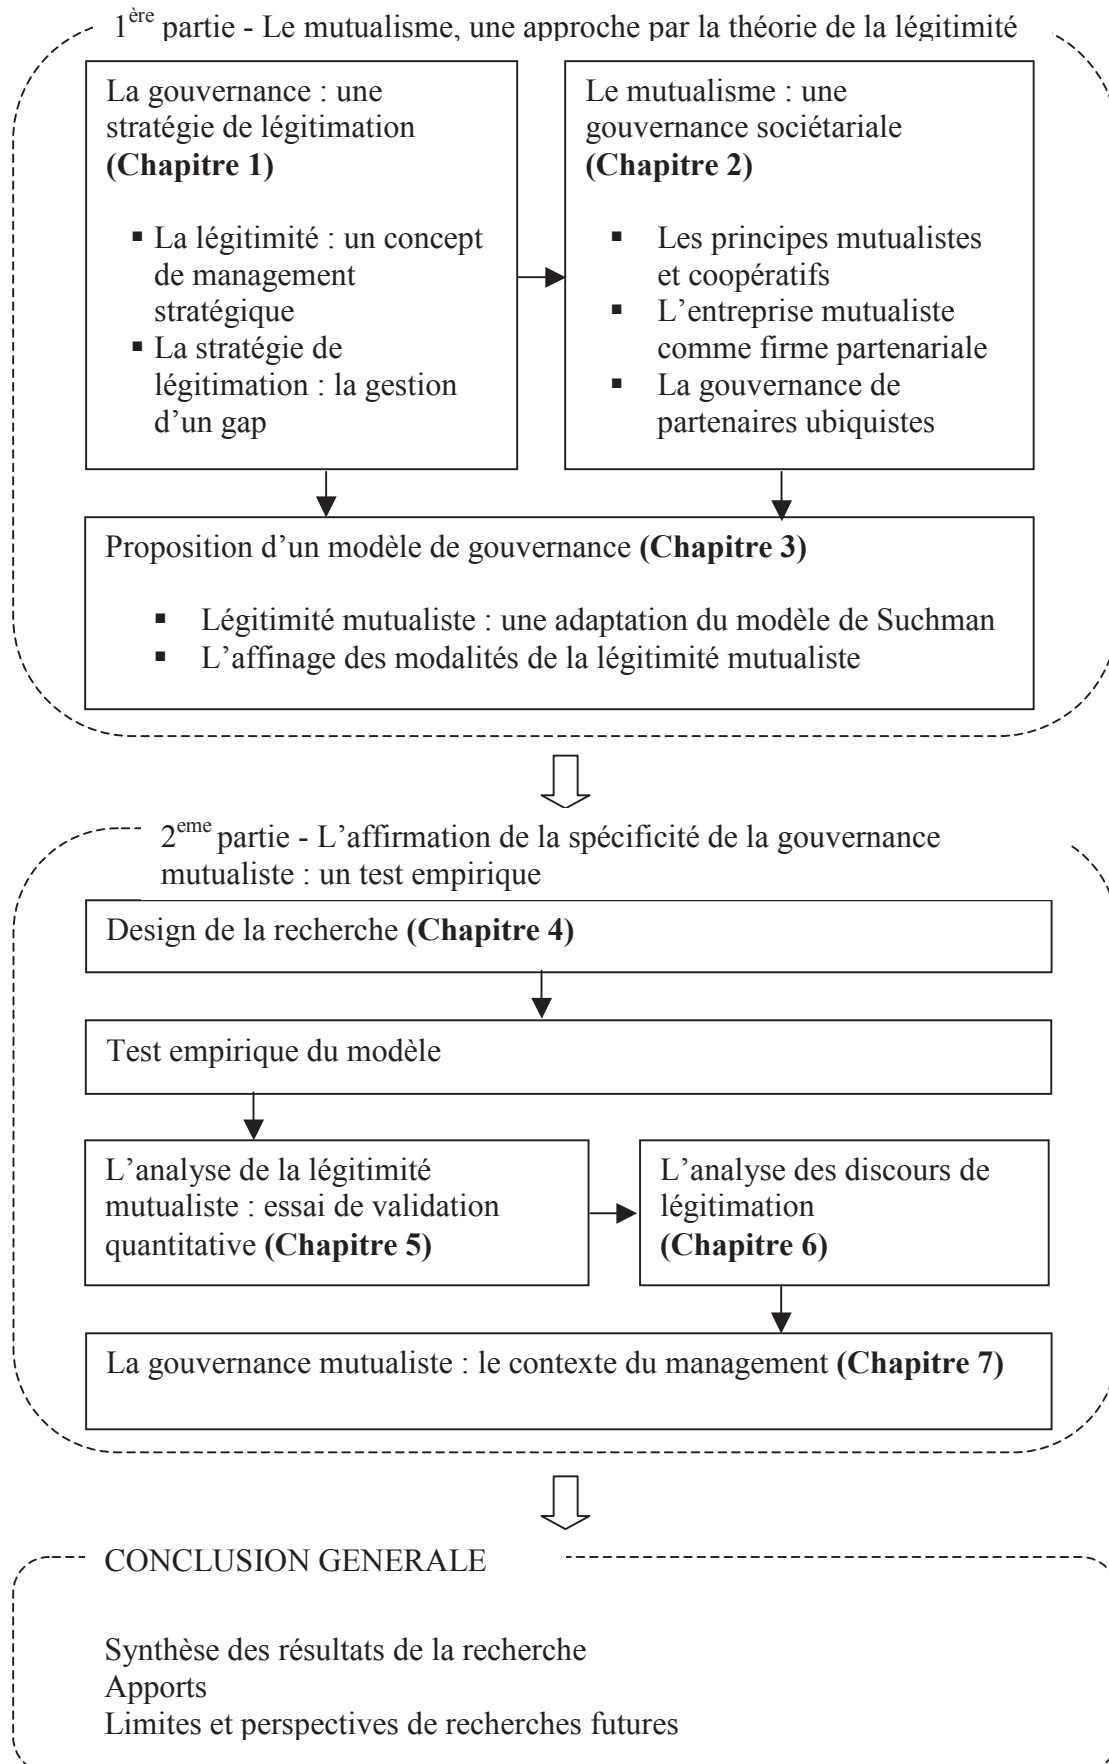 1ère partie - Le mutualisme, une approche par la théorie de la légitimité
La gouvernance : une
stratégie de légitimation
(Chapitre 1)
▪ La légitimité : un concept
de management
stratégique
▪ La stratégie de
légitimation : la gestion
d’un gap
Le mutualisme : une
gouvernance sociétariale
(Chapitre 2)
▪ Les principes mutualistes
et coopératifs
▪ L’entreprise mutualiste
comme firme partenariale
▪ La gouvernance de
partenaires ubiquistes
Proposition d’un modèle de gouvernance (Chapitre 3)
▪ Légitimité mutualiste : une adaptation du modèle de Suchman
▪ L’affinage des modalités de la légitimité mutualiste
2eme partie - L’affirmation de la spécificité de la gouvernance
mutualiste : un test empirique
Design de la recherche (Chapitre 4)
Test empirique du modèle
L’analyse de la légitimité
mutualiste : essai de validation
quantitative (Chapitre 5)
L’analyse des discours de
légitimation
(Chapitre 6)
La gouvernance mutualiste : le contexte du management (Chapitre 7)
CONCLUSION GENERALE
Synthèse des résultats de la recherche
Apports
Limites et perspectives de recherches futures